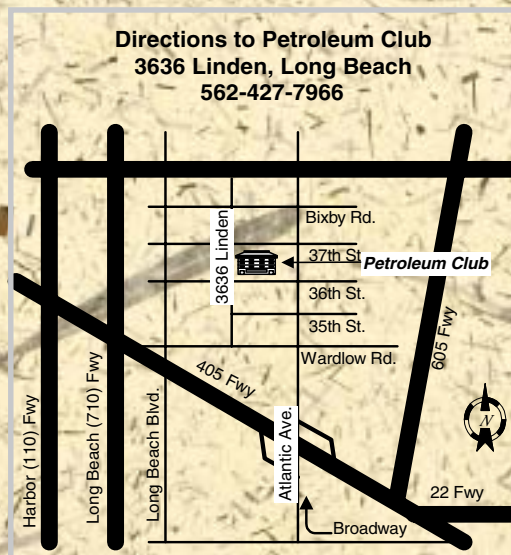 Directions to Petroleum Club
3636 Linden, Long Beach
562-427-7966
Bixby Rd.
3636 Linden
37th St
Petroleum Club
36th St.
35th St.
Wardlow Rd.
405 Fwy
605 Fwy
Harbor (110) Fwy
Long Beach (710) Fwy
Long Beach Blvd.
Atlantic Ave.
N
22 Fwy
Broadway